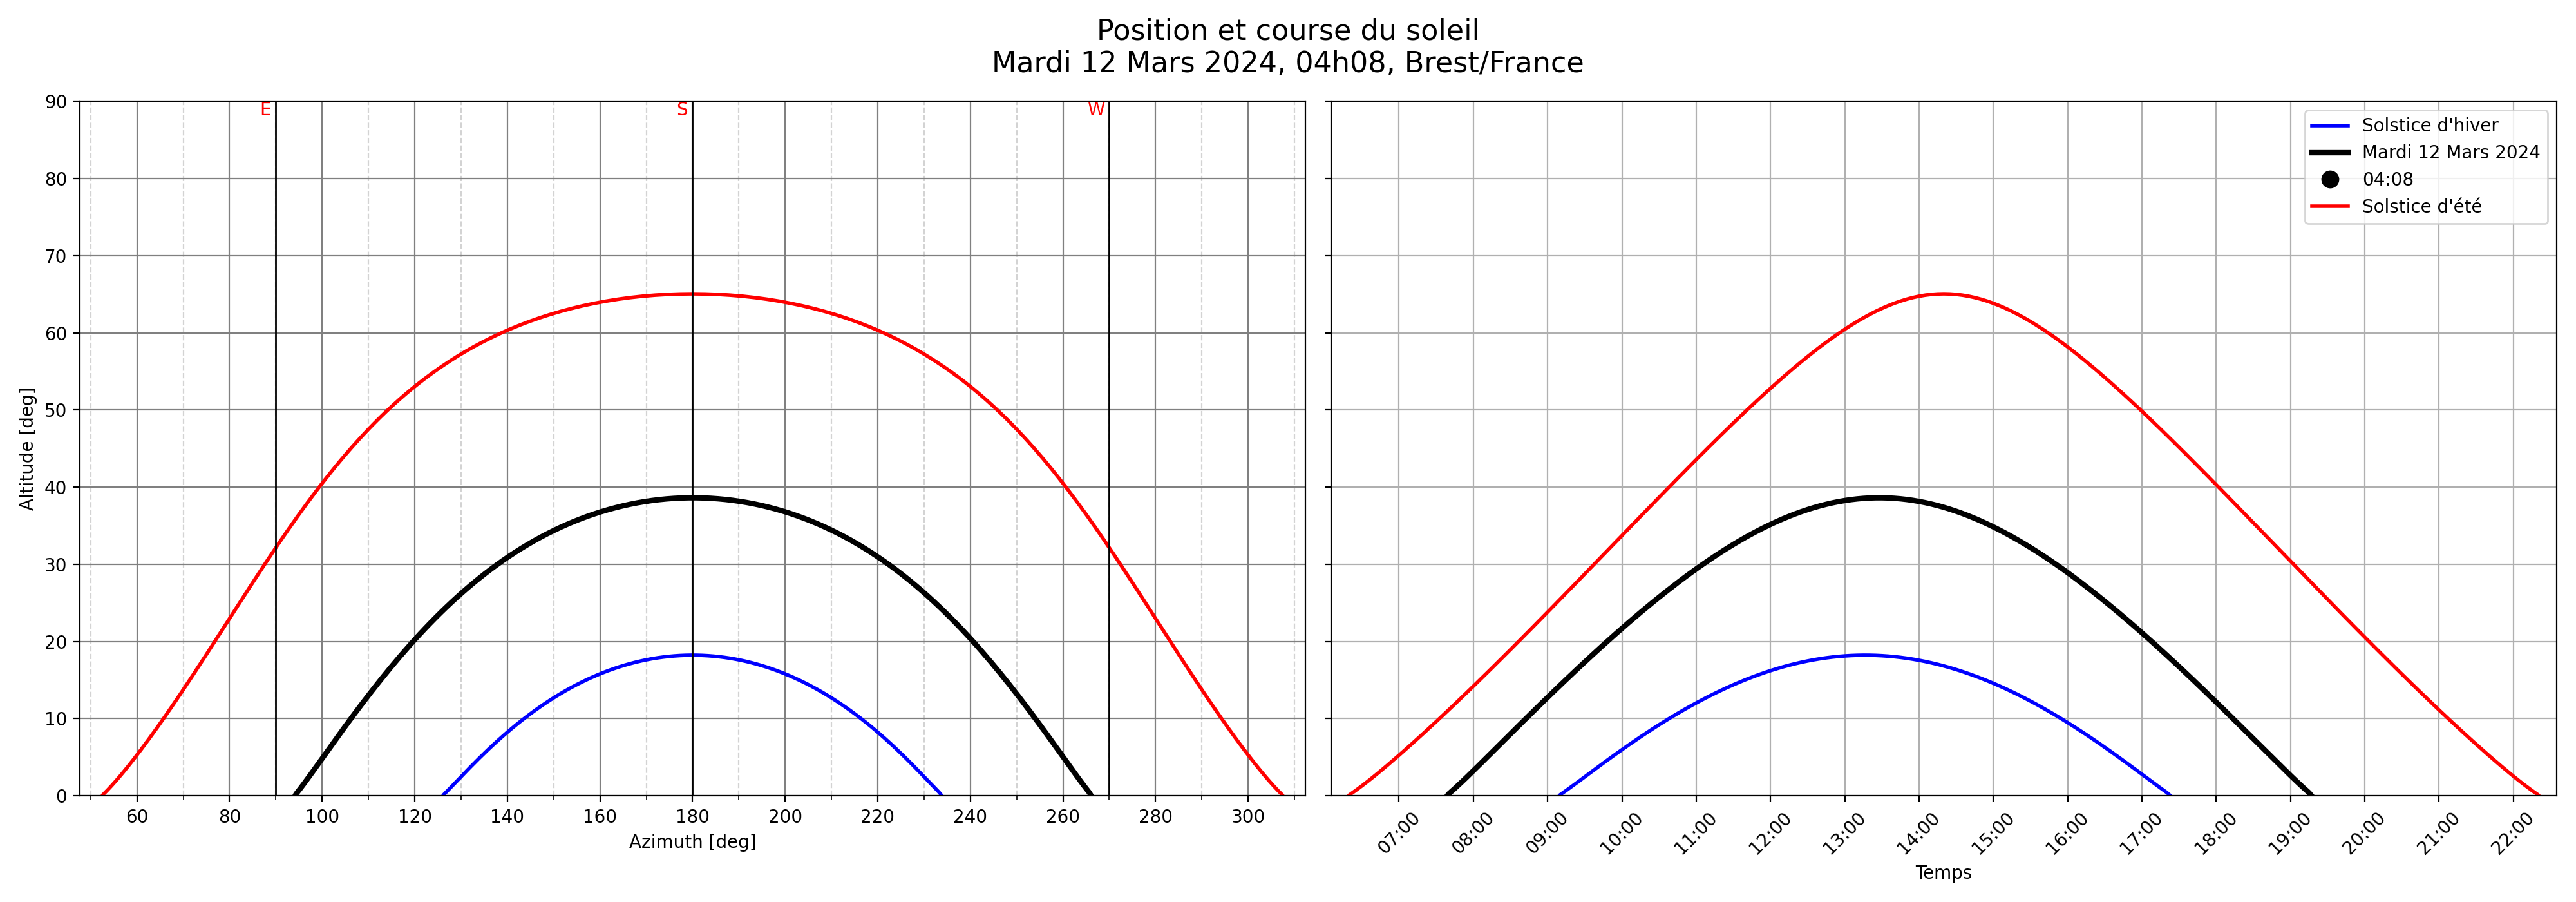 Position et course du soleil
Mardi 12 Mars 2024, 04h08, Brest/France
E
S
W
90
80
70
60
50
40
30
20
10
0
Altitude [deg]
60 80 100 120 140 160 180 200 220 240 260 280 300
Azimuth [deg]
Solstice d'hiver
Mardi 12 Mars 2024
04:08
Solstice d'été
07:00 08:00 09:00 10:00 11:00 12:00 13:00 14:00 15:00 16:00 17:00 18:00 19:00 20:00 21:00 22:00
Temps